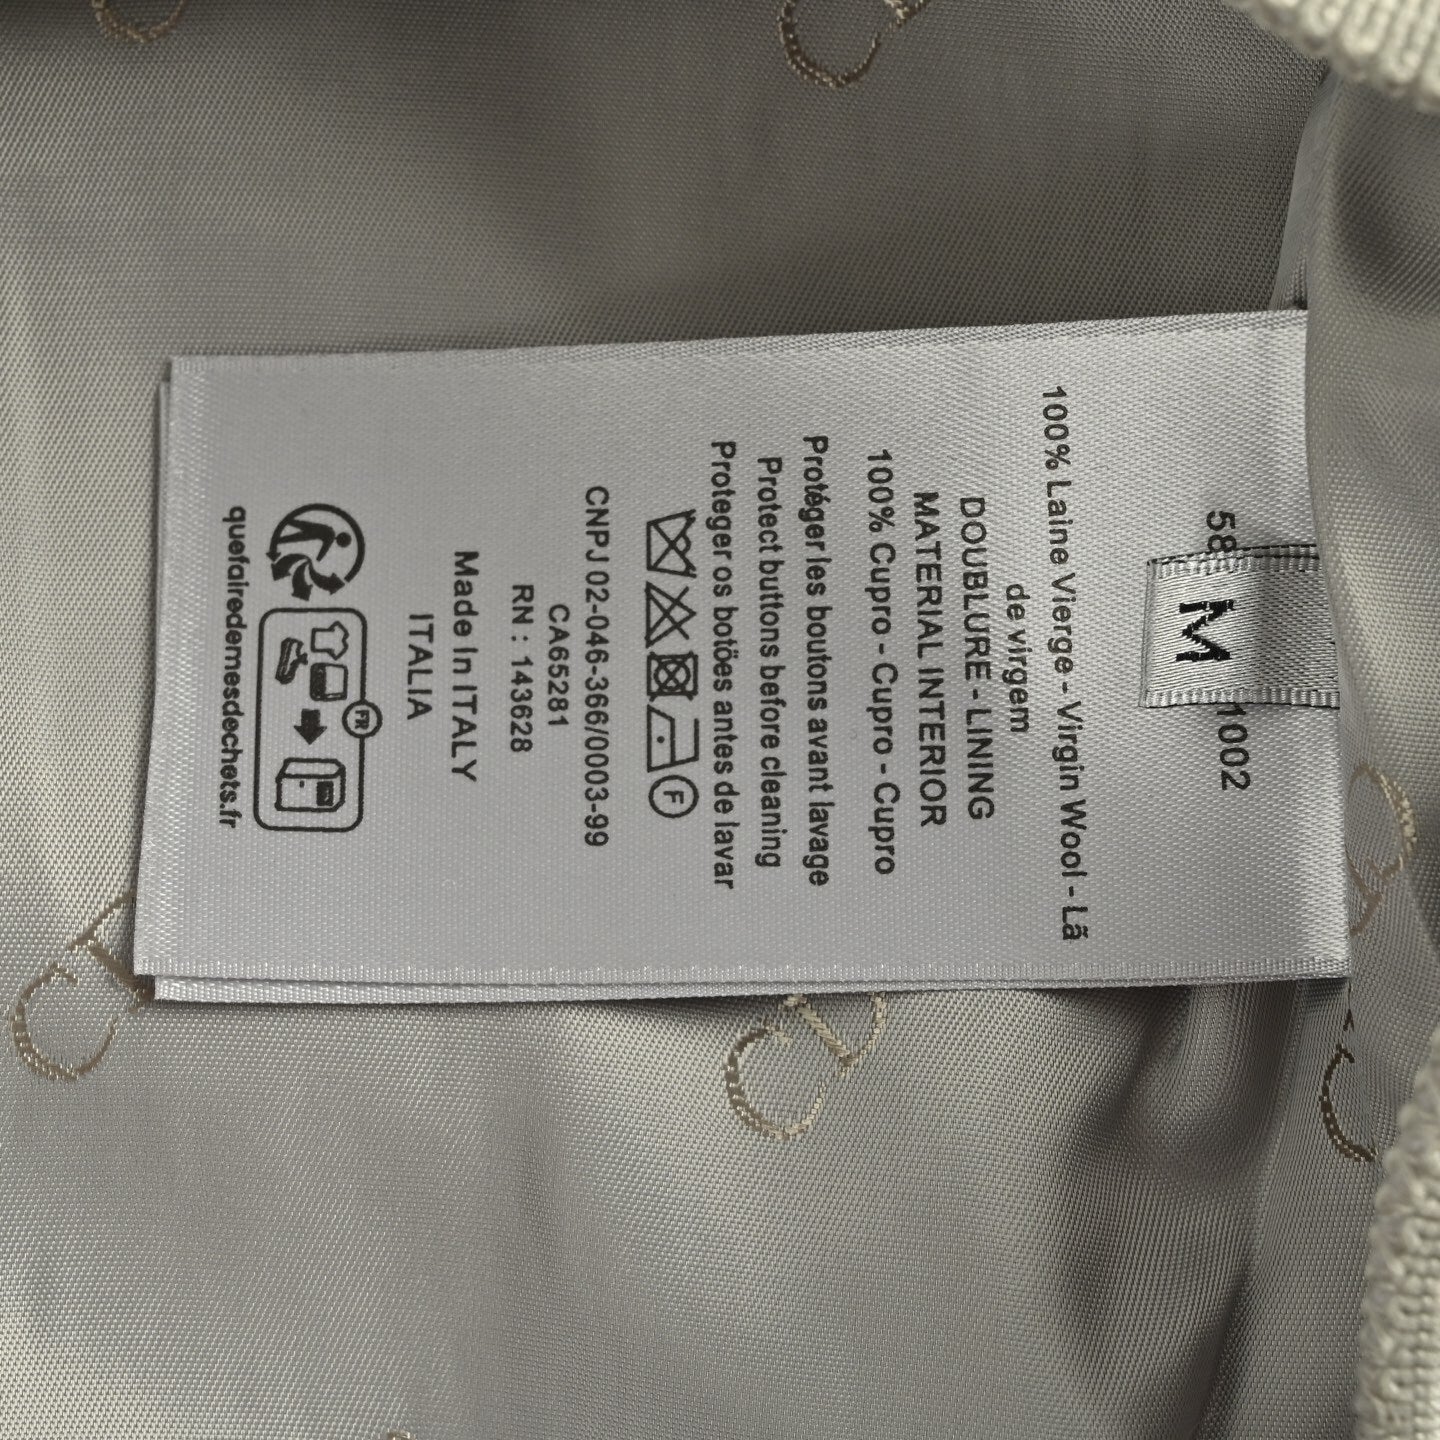 M
100% Laine Vierge - Virgin Wool - Lã
de virgem
DOUBLURE - LINING
MATERIAL INTERIOR
100% Cupro - Cupro - Cupro
Protéger les boutons avant lavage
Protect buttons before cleaning
Proteger os botões antes de lavar
F
CNPJ 02-046-366/0003-99
CA65281
RN : 143628
Made In ITALY
ITALIA
FR
quefairedemesdechets.fr